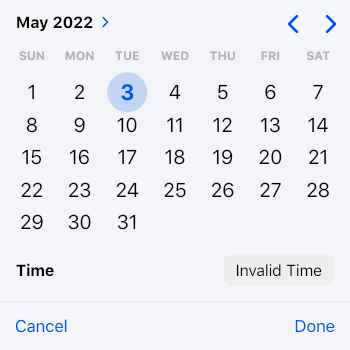 May 2022
SUN MON TUE WED THU FRI SAT
1 2 3 4 5 6 7
8 9 10 11 12 13 14
15 16 17 18 19 20 21
22 23 24 25 26 27 28
29 30 31
Time Invalid Time
Cancel Done